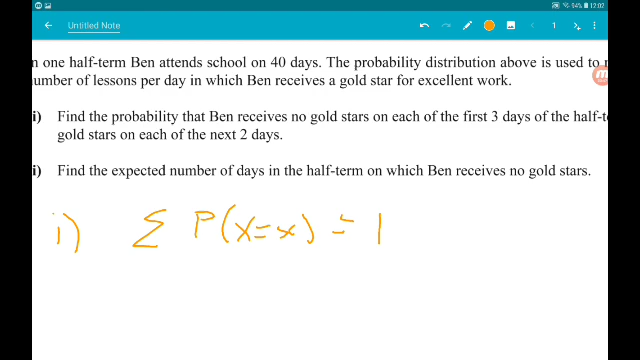 94% 12:02
Untitled Note
1
n one half-term Ben attends school on 40 days. The probability distribution above is used to
number of lessons per day in which Ben receives a gold star for excellent work.
i) Find the probability that Ben receives no gold stars on each of the first 3 days of the half-t
gold stars on each of the next 2 days.
i) Find the expected number of days in the half-term on which Ben receives no gold stars.
i) Σ P(X=x) = 1